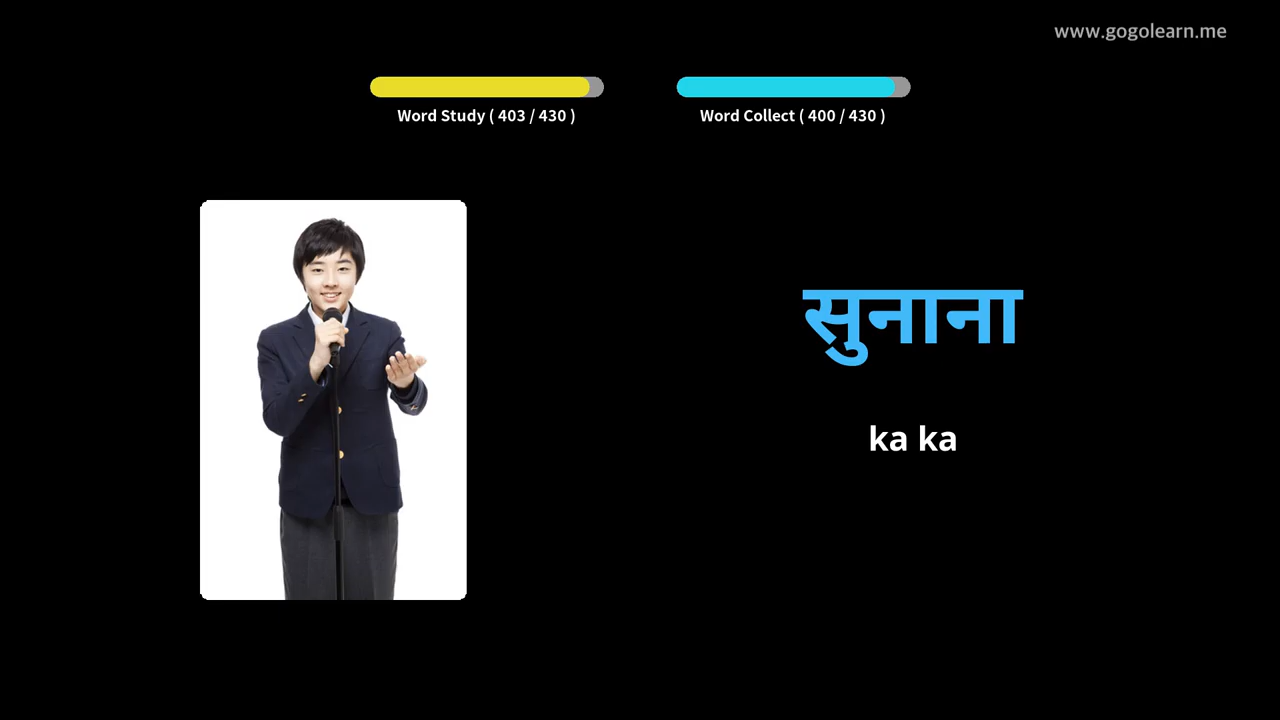 www.gogolearn.me
Word Study ( 403 / 430 )
Word Collect ( 400 / 430 )
सुनाना
ka ka